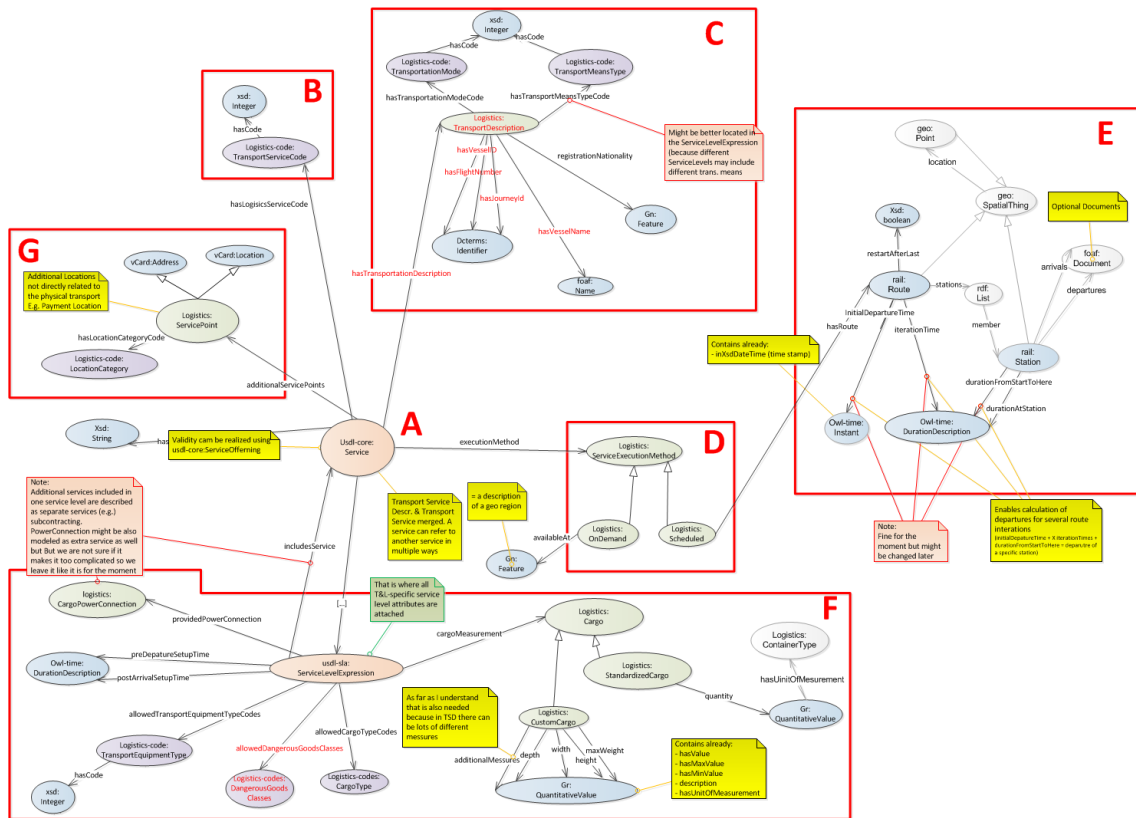 B
xsd:
Integer
hasCode
Logistics-code:
TransportServiceCode
hasLogisicsServiceCode
C
xsd:
Integer
hasCode
hasCode
Logistics-code:
TransportationMode
Logistics-code:
TransportMeansType
hasTransportationModeCode
hasTransportMeansTypeCode
Logistics:
TransportDescription
hasVesselID
hasFlightNumber
hasJourneyId
hasVesselName
registrationNationality
Might be better located in
the ServiceLevelExpression
(because different
ServiceLevels may include
different trans. means
Dcterms:
Identifier
Gn:
Feature
foaf:
Name
hasTransportationDescription
E
geo:
Point
location
geo:
SpatialThing
Optional Documents
Xsd:
boolean
restartAfterLast
foaf:
Document
arrivals
departures
rail:
Route
stations
rdf:
List
member
InitialDepartureTime
hasRoute
iterationTime
rail:
Station
durationFromStartToHere
durationAtStation
Contains already:
- inXsdDateTime (time stamp)
Owl-time:
Instant
Owl-time:
DurationDescription
Note:
Fine for the
moment but might
be changed later
Enables calculation of
departures for several route
interations
(initialDepatureTime + X iterationTimes +
durationFromStartToHere = departure of
a specific station)
G
vCard:Address
vCard:Location
Additional Locations
not directly related to
the physical transport
E.g. Payment Location
Logistics:
ServicePoint
hasLocationCategoryCode
Logistics-code:
LocationCategory
additionalServicePoints
A
Xsd:
String
has
Validity cam be realized using
usdl-core:ServiceOffernning
Usdl-core:
Service
executionMethod
Transport Service
Descr. & Transport
Service merged. A
service can refer to
another service in
multiple ways
= a description
of a geo region
D
Logistics:
ServiceExecutionMethod
Logistics:
OnDemand
Logistics:
Scheduled
availableAt
Gn:
Feature
Note:
Additional services included in
one service level are described
as separate services (e.g.)
subcontracting.
PowerConnection might be also
modeled as extra service as well
but But we are not sure if it
makes it too complicated so we
leave it like it is for the moment
includesService
[...]
That is where all
T&L-specific service
level attributes are
attached
F
logistics:
CargoPowerConnection
providedPowerConnection
Owl-time:
DurationDescription
preDepatureSetupTime
postArrivalSetupTime
usdl-sla:
ServiceLevelExpression
cargoMeasurement
Logistics:
Cargo
Logistics:
StandardizedCargo
quantity
Logistics:
ContainerType
hasUinitOfMesurement
Gr:
QuantitativeValue
allowedTransportEquipmentTypeCodes
Logistics-code:
TransportEquipmentType
hasCode
xsd:
Integer
allowedDangerousGoodsClasses
Logistics-codes:
DangerousGoods
Classes
allowedCargoTypeCodes
Logistics-codes:
CargoType
As far as I understand
that is also needed
because in TSD there can
be lots of different
messures
Logistics:
CustomCargo
additionalMessures
depth
width
height
maxWeight
Gr:
QuantitativeValue
Contains already:
- hasValue
- hasMaxValue
- hasMinValue
- description
- hasUnitOfMeasurement